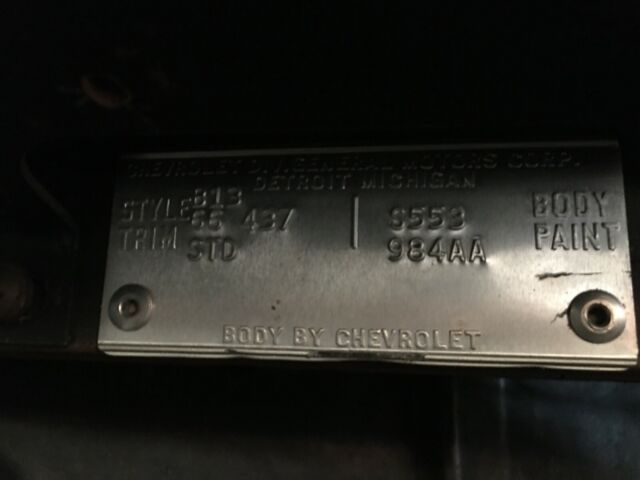 CHEVROLET DIV. GENERAL MOTORS CORP.
DETROIT MICHIGAN
813
STYLE 66 437 | S553 BODY
TRIM STD 984AA PAINT
BODY BY CHEVROLET